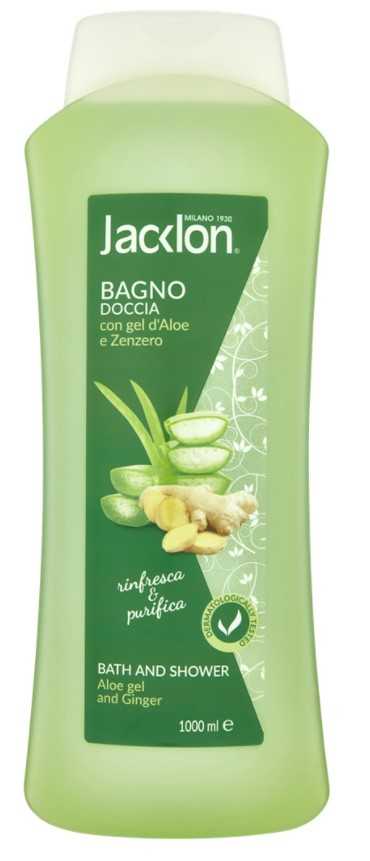 MILANO 1930
Jacklon®
BAGNO
DOCCIA
con gel d'Aloe
e Zenzero
rinfresca
&
purifica
DERMATOLOGICALLY TESTED
BATH AND SHOWER
Aloe gel
and Ginger
1000 ml ℮